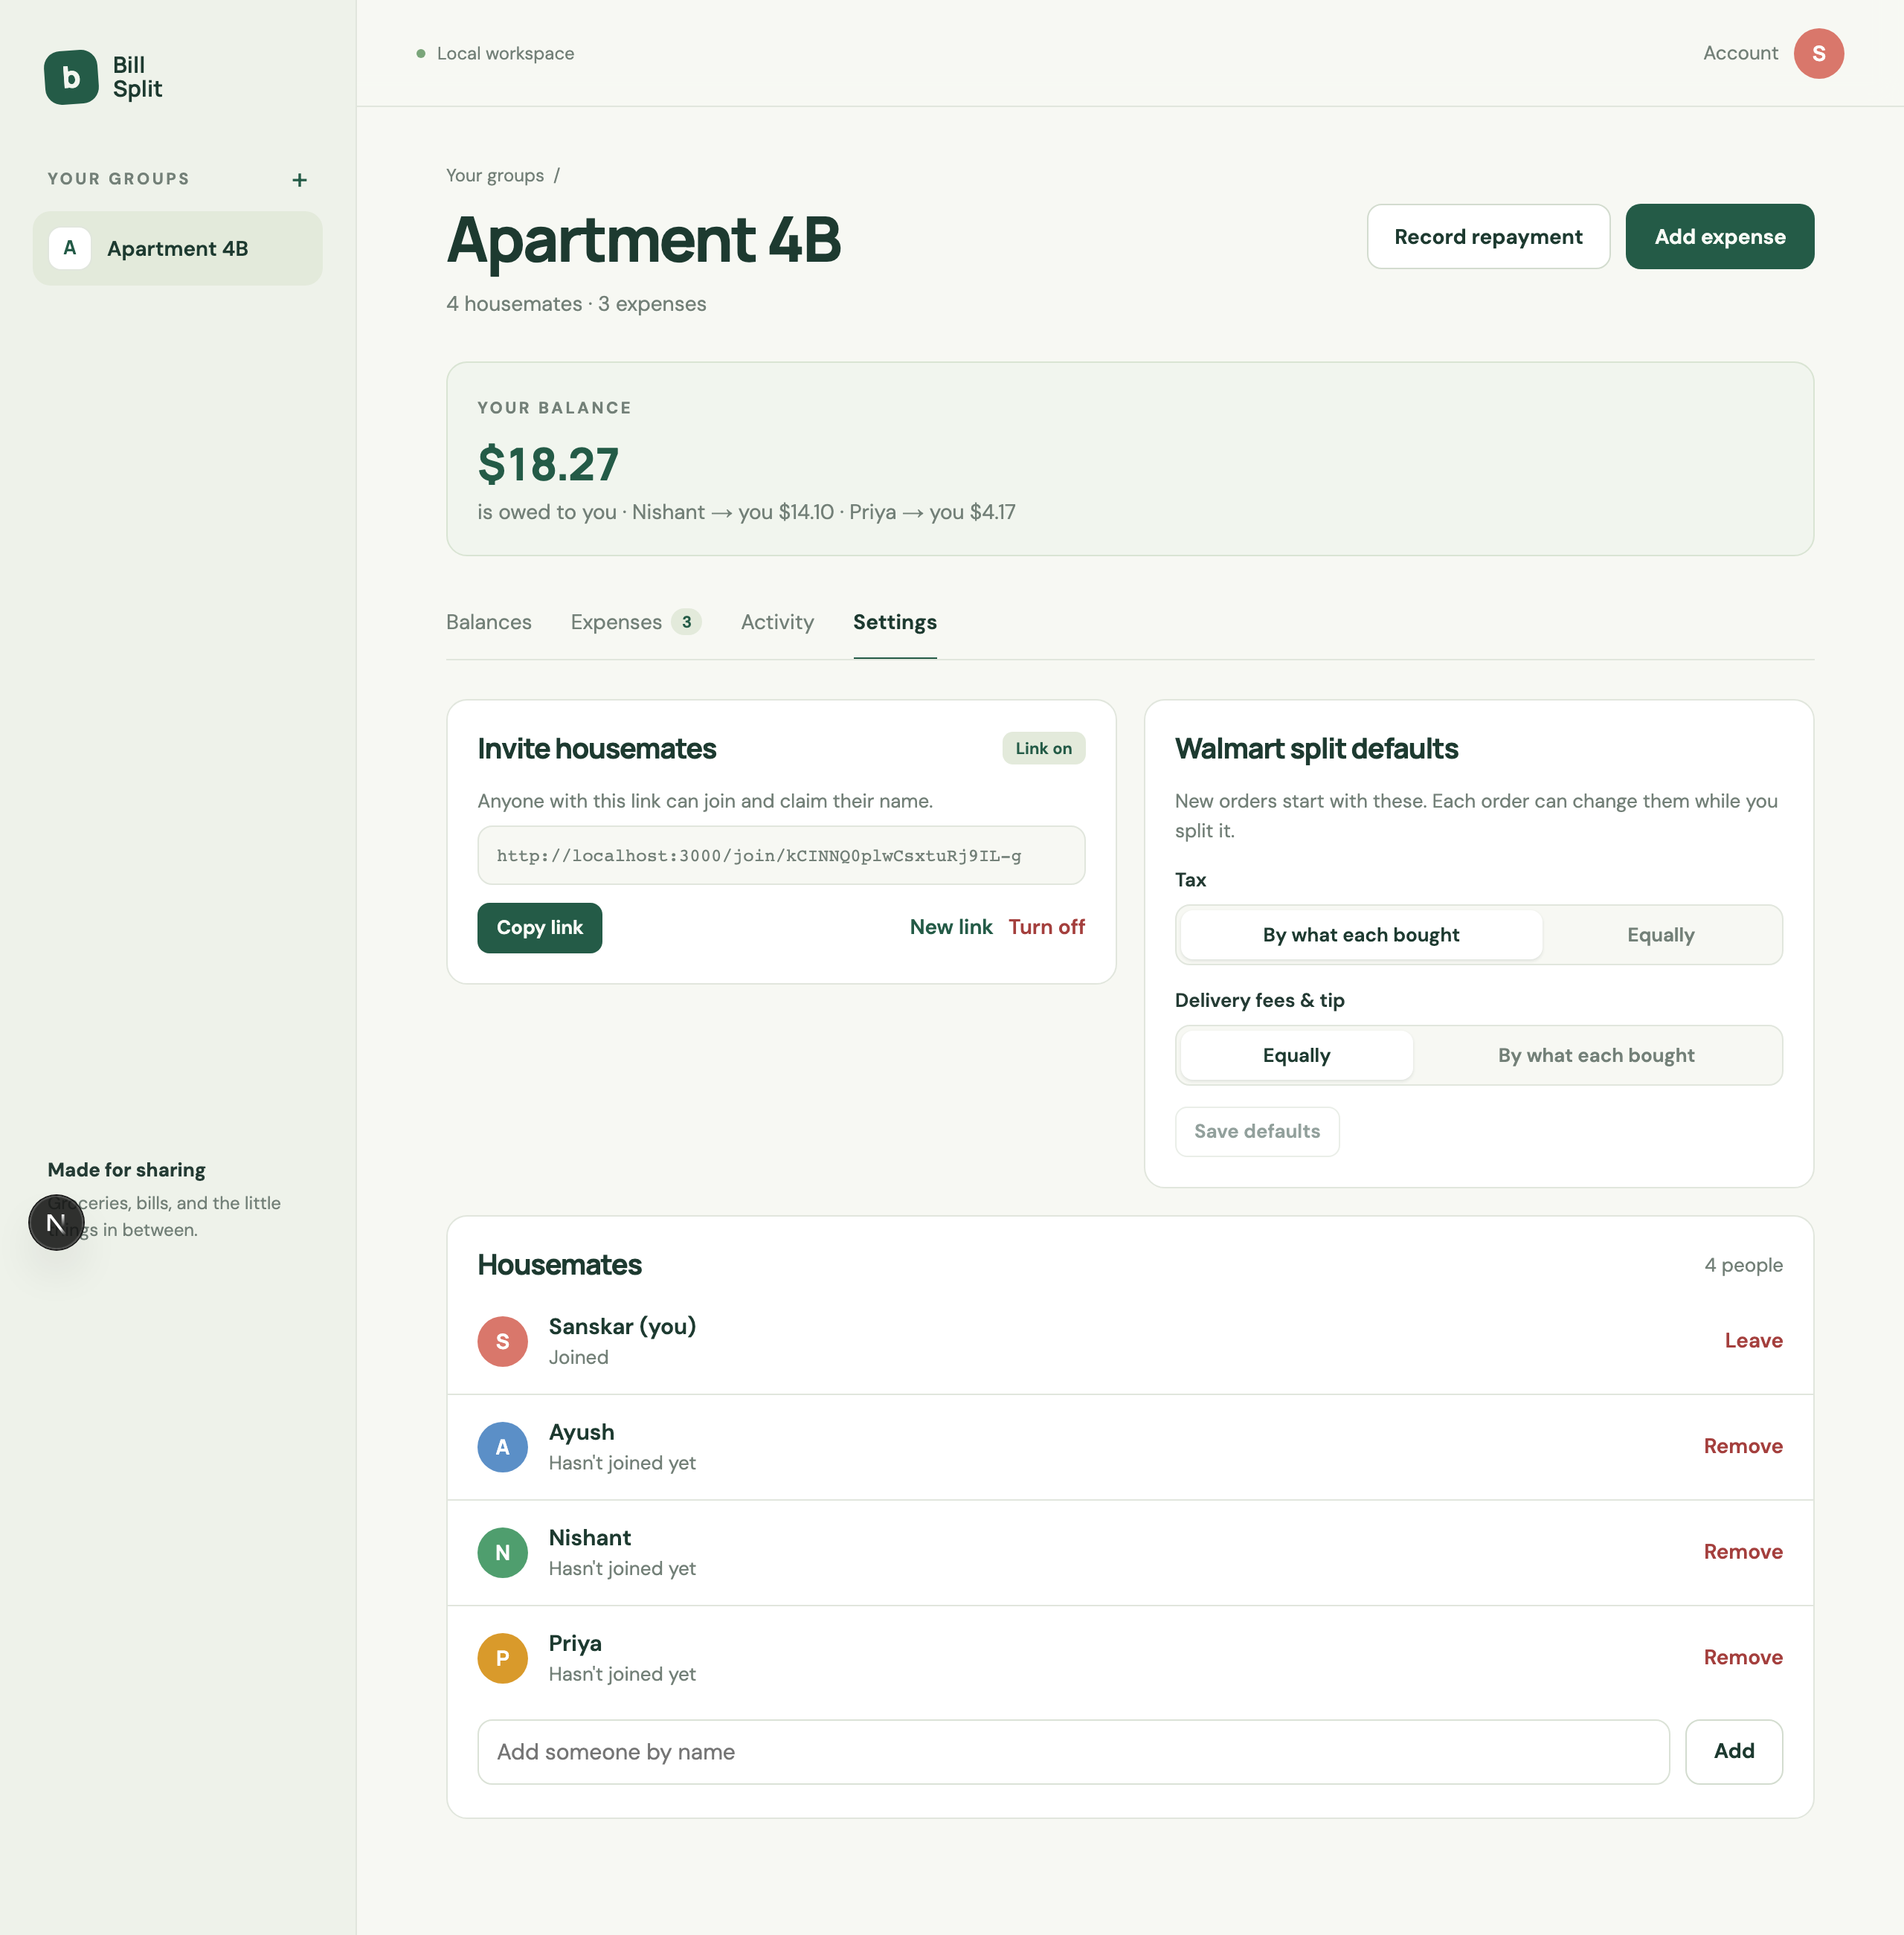 b
Bill
Split
YOUR GROUPS
+
A
Apartment 4B
Made for sharing
Groceries, bills, and the little
things in between.
N
Local workspace
Account
S
Your groups /
Apartment 4B
Record repayment
Add expense
4 housemates · 3 expenses
YOUR BALANCE
$18.27
is owed to you · Nishant → you $14.10 · Priya → you $4.17
Balances
Expenses 3
Activity
Settings
Invite housemates
Link on
Anyone with this link can join and claim their name.
http://localhost:3000/join/kCINNQ0plwCsxtuRj9IL-g
Copy link
New link
Turn off
Walmart split defaults
New orders start with these. Each order can change them while you
split it.
Tax
By what each bought
Equally
Delivery fees & tip
Equally
By what each bought
Save defaults
Housemates
4 people
S
Sanskar (you)
Joined
Leave
A
Ayush
Hasn't joined yet
Remove
N
Nishant
Hasn't joined yet
Remove
P
Priya
Hasn't joined yet
Remove
Add someone by name
Add